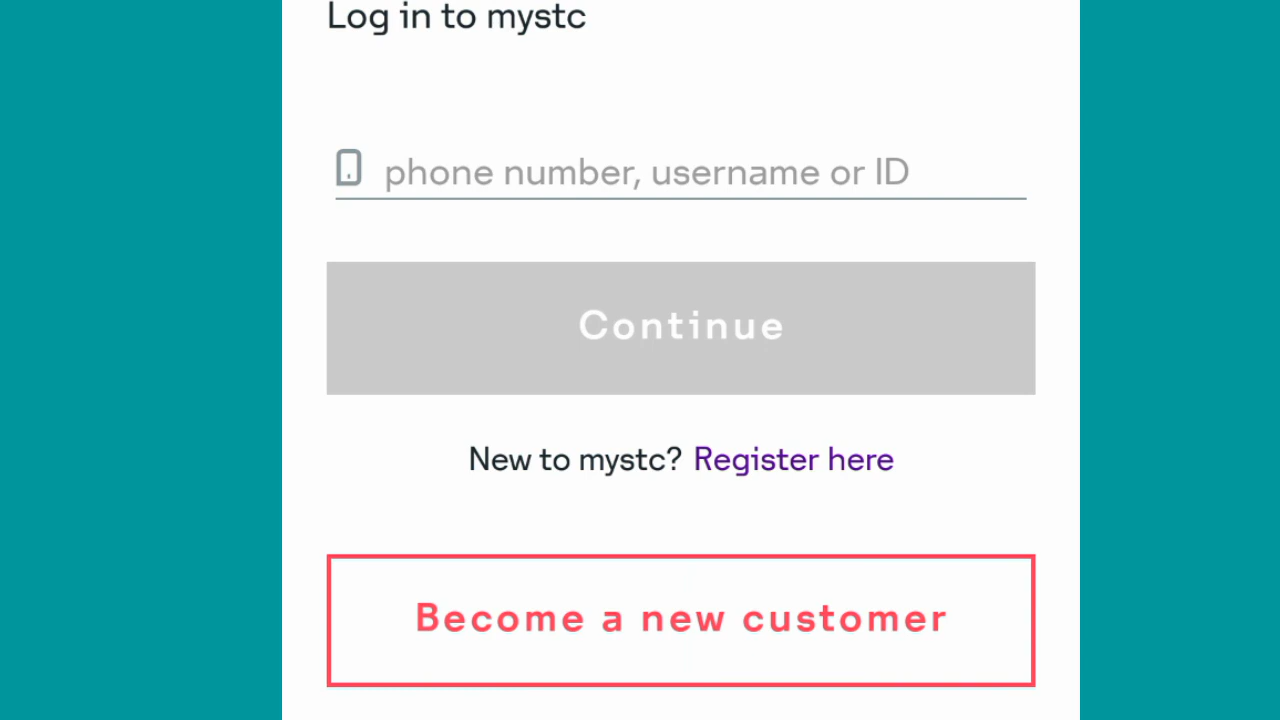 Log in to mystc
phone number, username or ID
Continue
New to mystc? Register here
Become a new customer